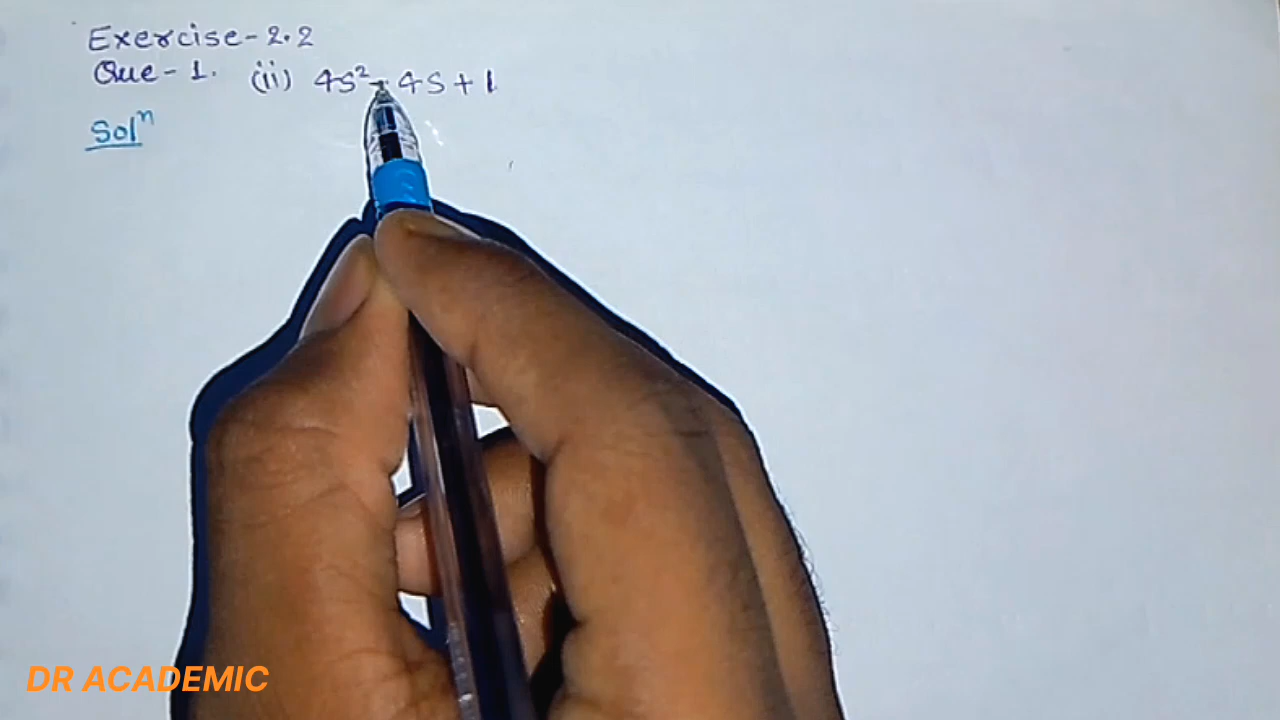 Exercise-2.2
Que-1. (ii) 4s²-4s+1
Solⁿ
DR ACADEMIC